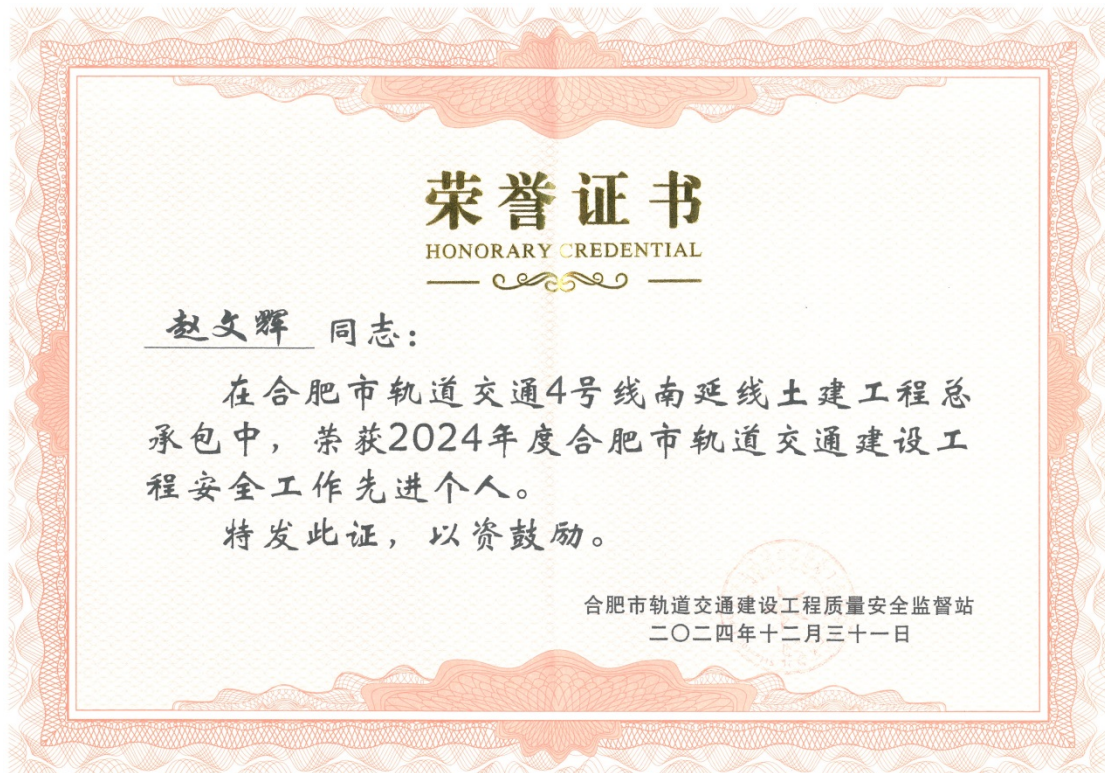 荣誉证书
HONORARY CREDENTIAL
赵文辉 同志：
在合肥市轨道交通4号线南延线土建工程总
承包中，荣获2024年度合肥市轨道交通建设工
程安全工作先进个人。
特发此证，以资鼓励。
合肥市轨道交通建设工程质量安全监督站
二〇二四年十二月三十一日